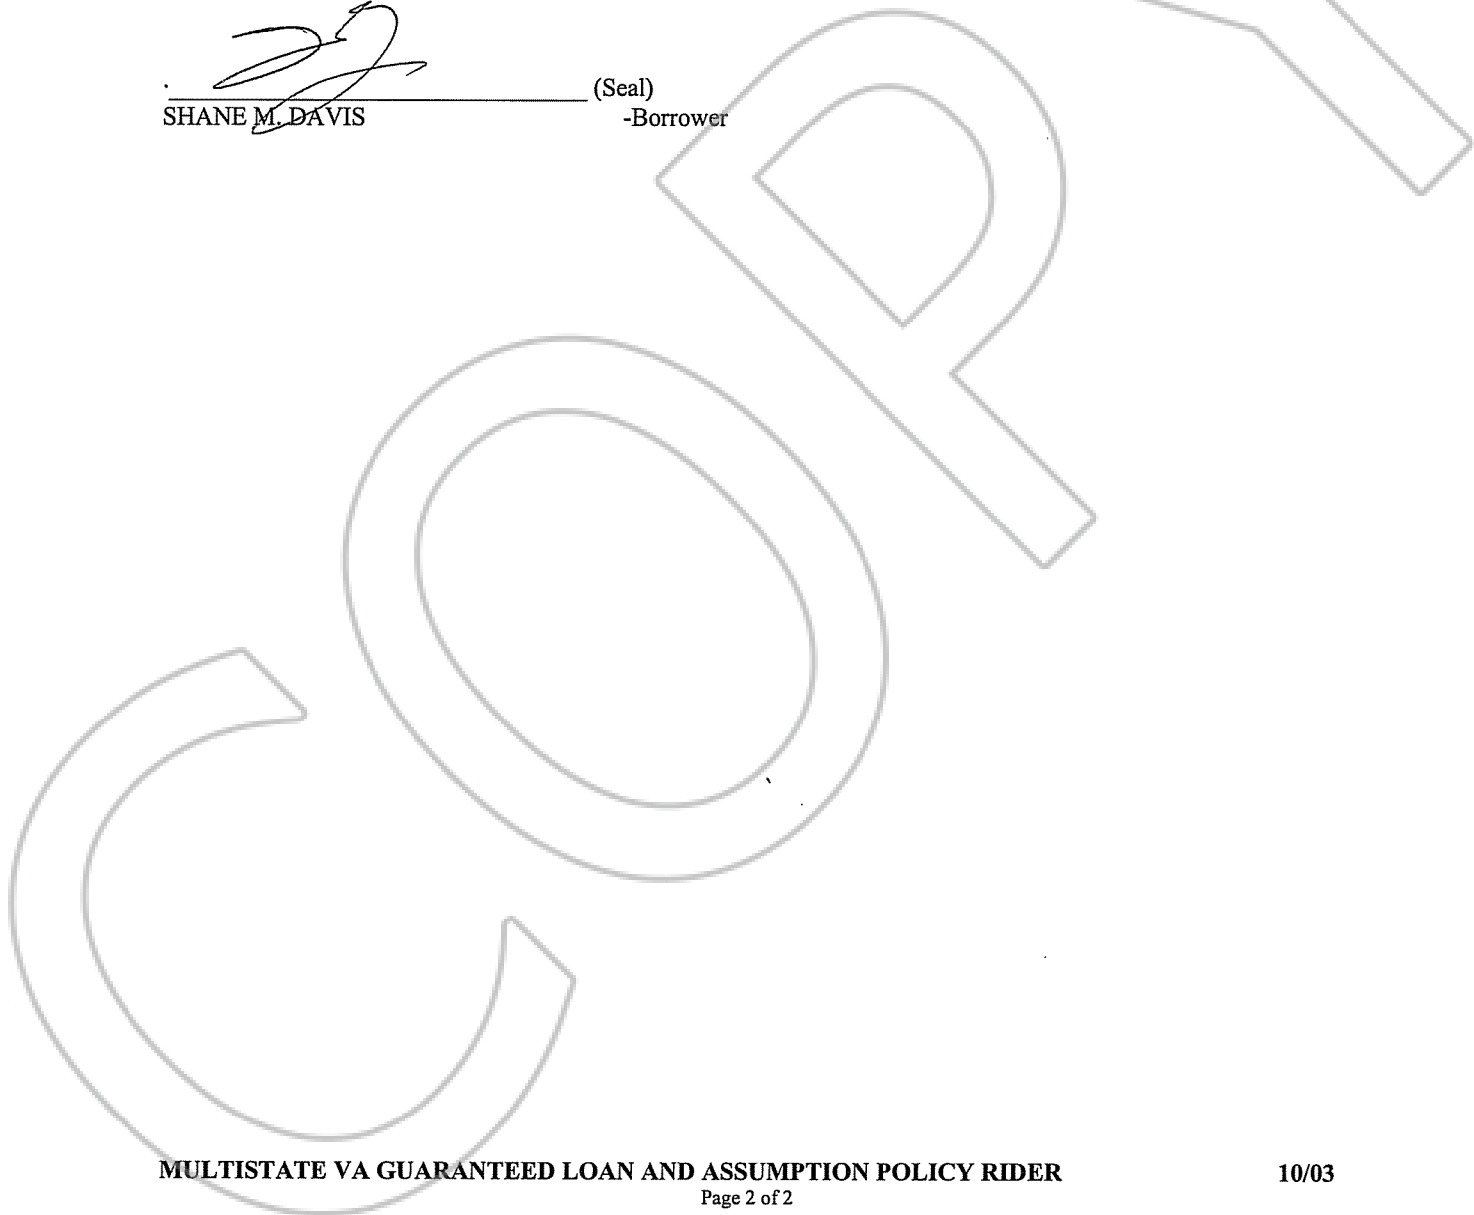 (Seal)
SHANE M. DAVIS -Borrower
COPY
MULTISTATE VA GUARANTEED LOAN AND ASSUMPTION POLICY RIDER 10/03
Page 2 of 2